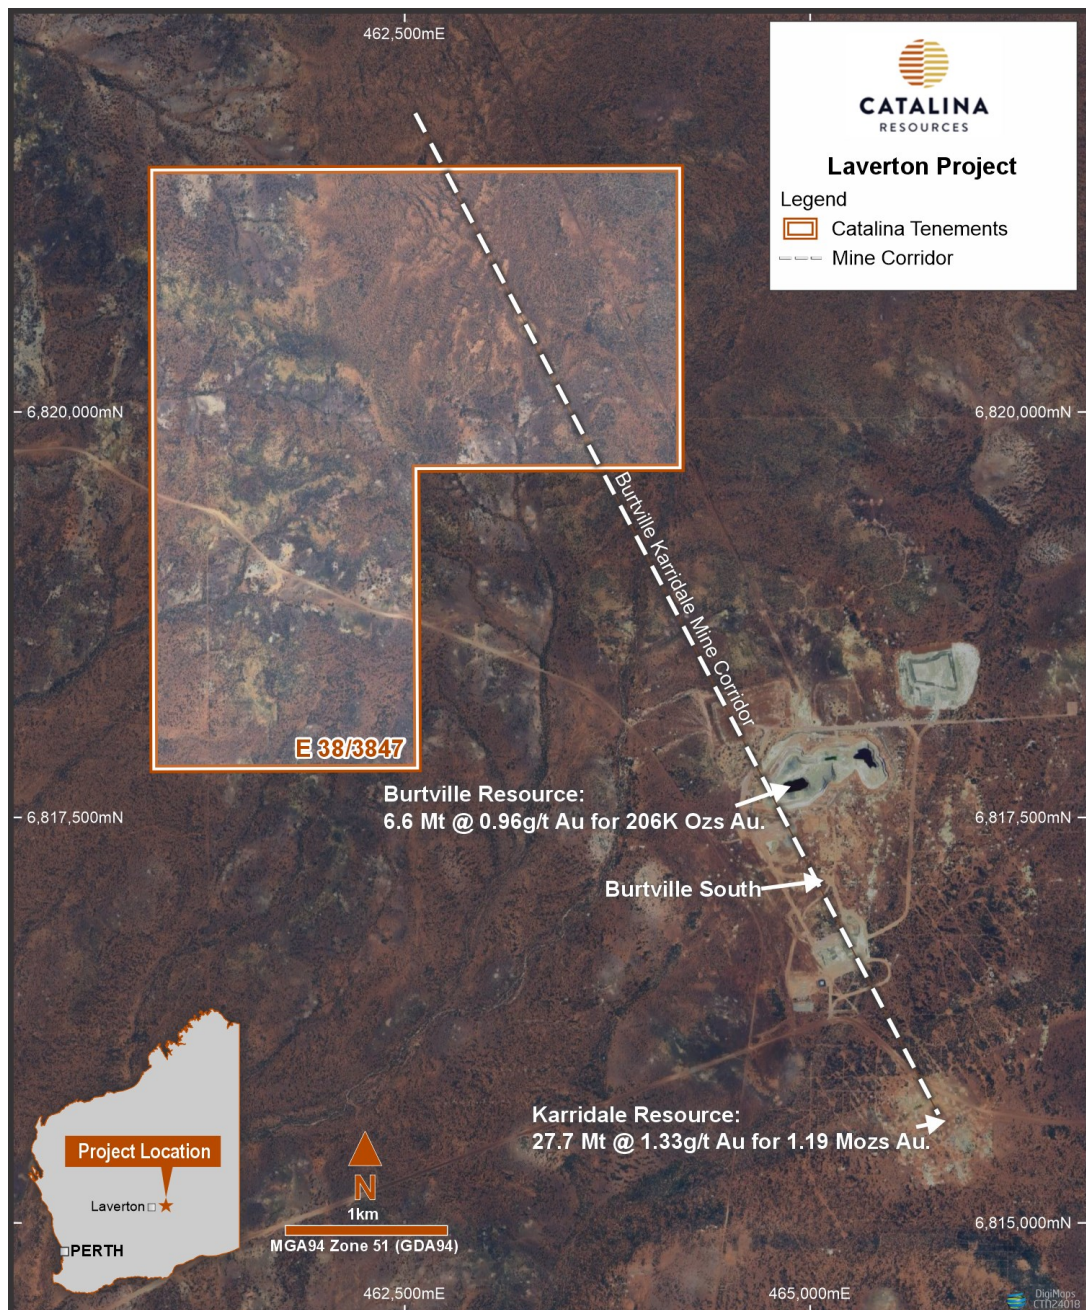 462,500mE
CATALINA
RESOURCES
Laverton Project
Legend
Catalina Tenements
Mine Corridor
6,820,000mN
6,820,000mN
Burtville Karridale Mine Corridor
E 38/3847
Burtville Resource:
6.6 Mt @ 0.96g/t Au for 206K Ozs Au.
6,817,500mN
6,817,500mN
Burtville South
Karridale Resource:
27.7 Mt @ 1.33g/t Au for 1.19 Mozs Au.
Project Location
Laverton
PERTH
N
1km
MGA94 Zone 51 (GDA94)
6,815,000mN
462,500mE
465,000mE
DigiMaps
CTN2401B